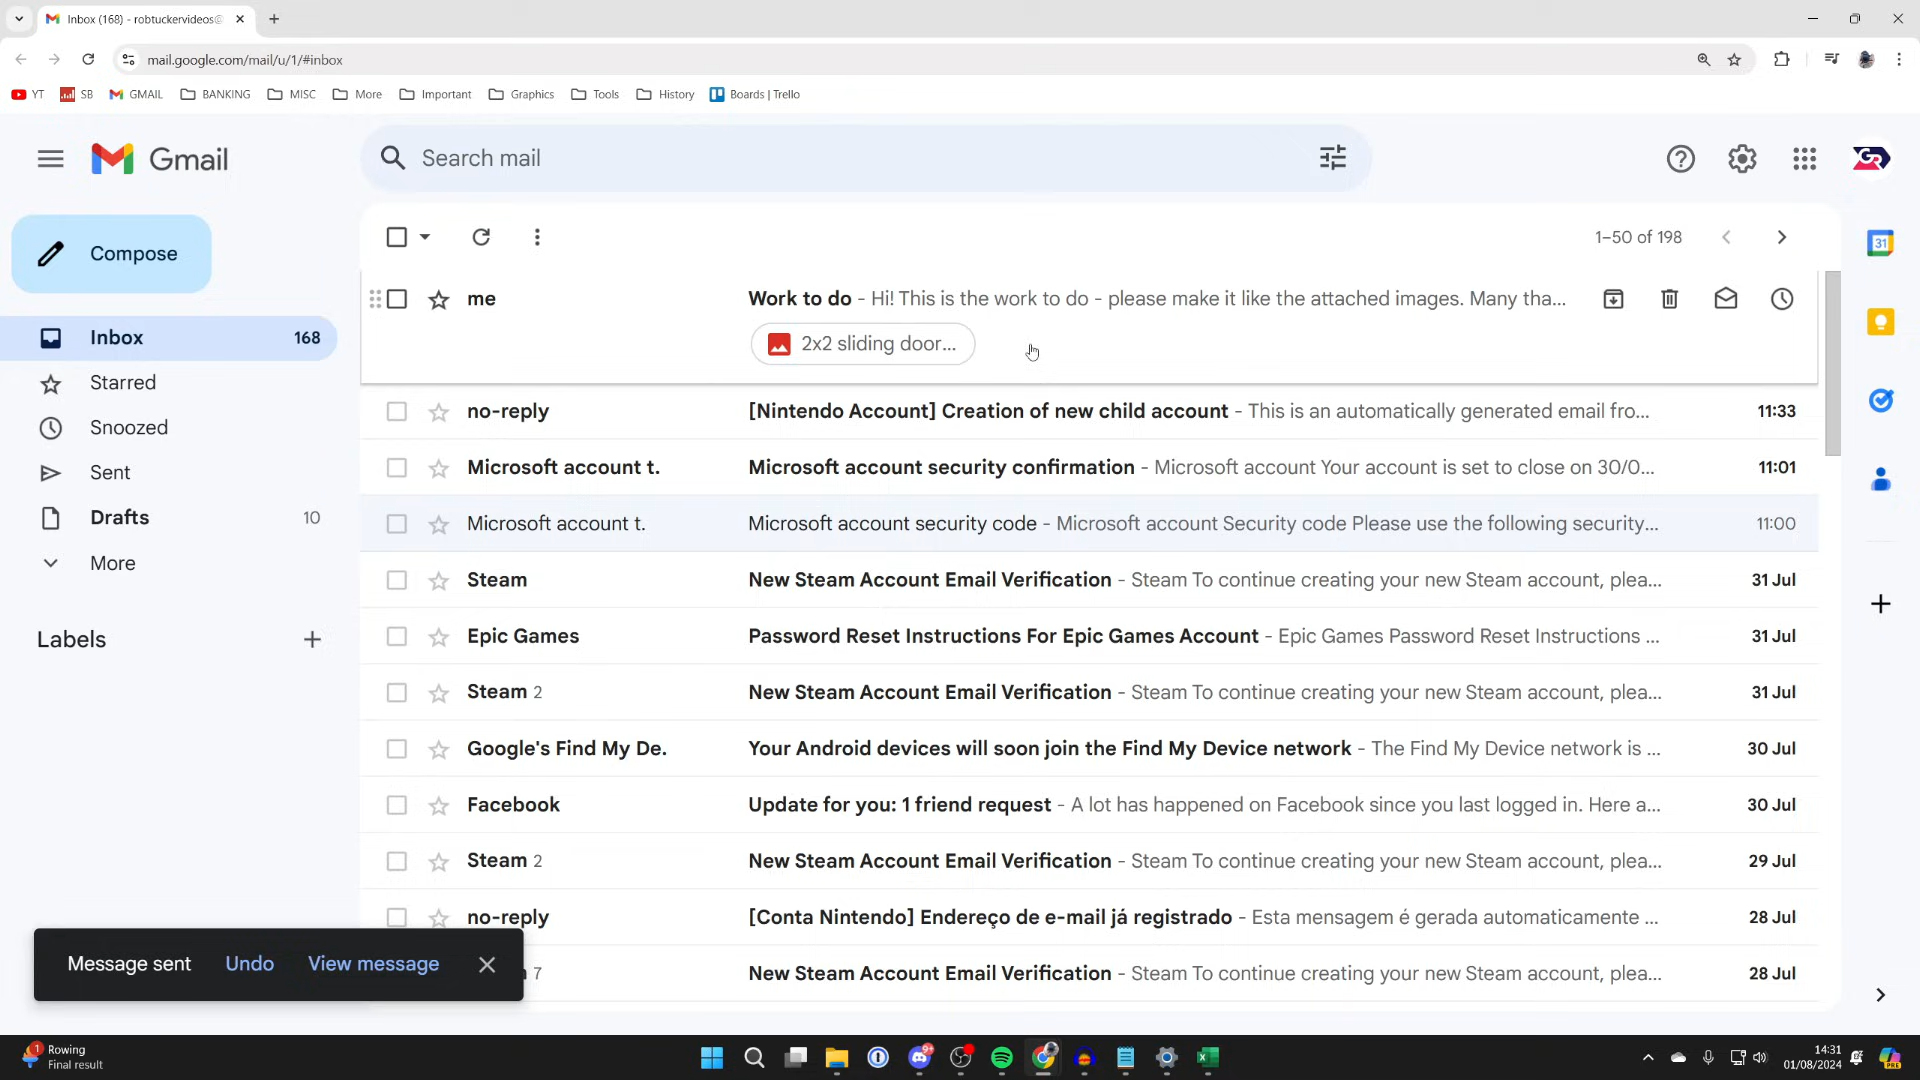 Inbox (168) - robtuckervideos@
mail.google.com/mail/u/1/#inbox
YT SB GMAIL BANKING MISC More Important Graphics Tools History Boards | Trello
Gmail Search mail
Compose
1–50 of 198
Inbox 168
Starred
Snoozed
Sent
Drafts 10
More
Labels
me Work to do - Hi! This is the work to do - please make it like the attached images. Many tha...
2x2 sliding door...
no-reply [Nintendo Account] Creation of new child account - This is an automatically generated email fro... 11:33
Microsoft account t. Microsoft account security confirmation - Microsoft account Your account is set to close on 30/0... 11:01
Microsoft account t. Microsoft account security code - Microsoft account Security code Please use the following security... 11:00
Steam New Steam Account Email Verification - Steam To continue creating your new Steam account, plea... 31 Jul
Epic Games Password Reset Instructions For Epic Games Account - Epic Games Password Reset Instructions ... 31 Jul
Steam 2 New Steam Account Email Verification - Steam To continue creating your new Steam account, plea... 31 Jul
Google's Find My De. Your Android devices will soon join the Find My Device network - The Find My Device network is ... 30 Jul
Facebook Update for you: 1 friend request - A lot has happened on Facebook since you last logged in. Here a... 30 Jul
Steam 2 New Steam Account Email Verification - Steam To continue creating your new Steam account, plea... 29 Jul
no-reply [Conta Nintendo] Endereço de e-mail já registrado - Esta mensagem é gerada automaticamente ... 28 Jul
7 New Steam Account Email Verification - Steam To continue creating your new Steam account, plea... 28 Jul
Message sent Undo View message
31
1 Rowing
Final result
14:31
01/08/2024